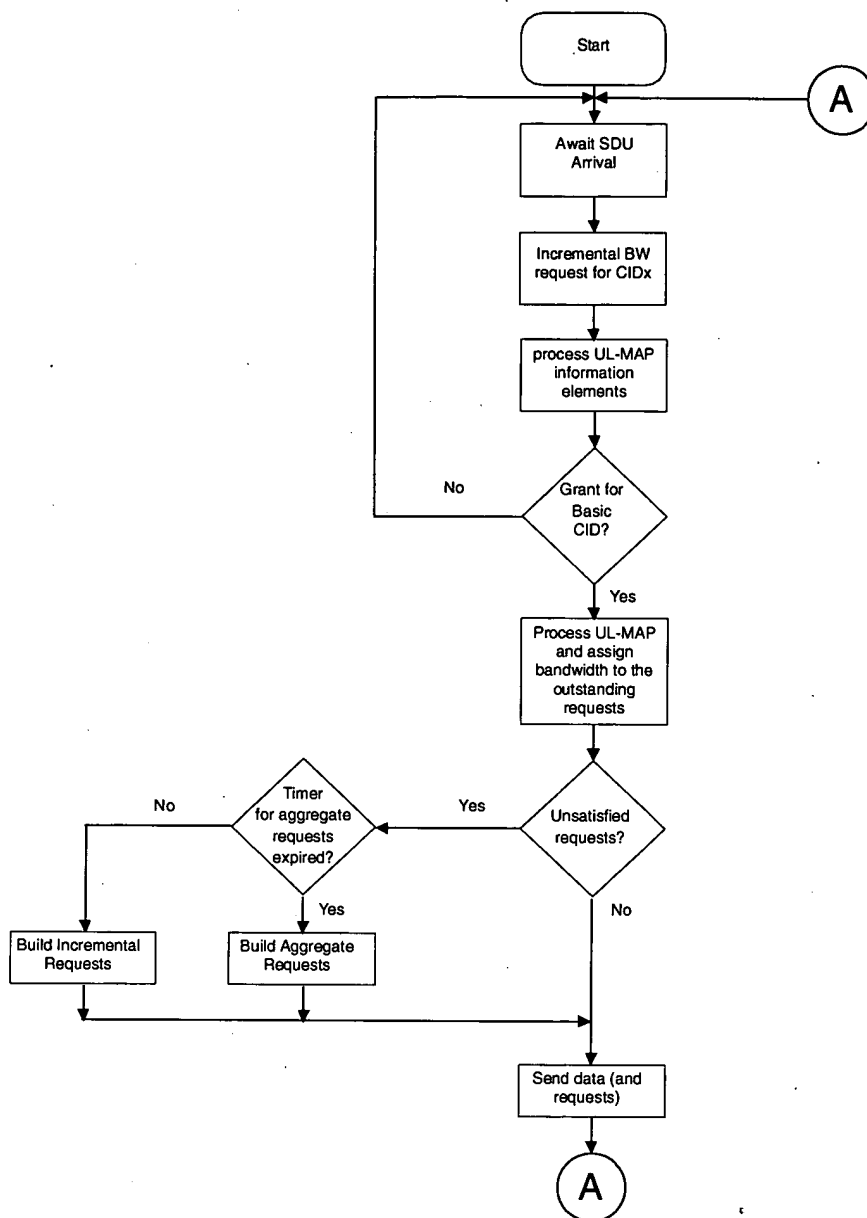 Start
A
Await SDU
Arrival
Incremental BW
request for CIDx
process UL-MAP
information
elements
No
Grant for
Basic
CID?
Yes
Process UL-MAP
and assign
bandwidth to the
outstanding
requests
No
Timer
for aggregate
requests
expired?
Yes
Unsatisfied
requests?
Yes
No
Build Incremental
Requests
Build Aggregate
Requests
Send data (and
requests)
A